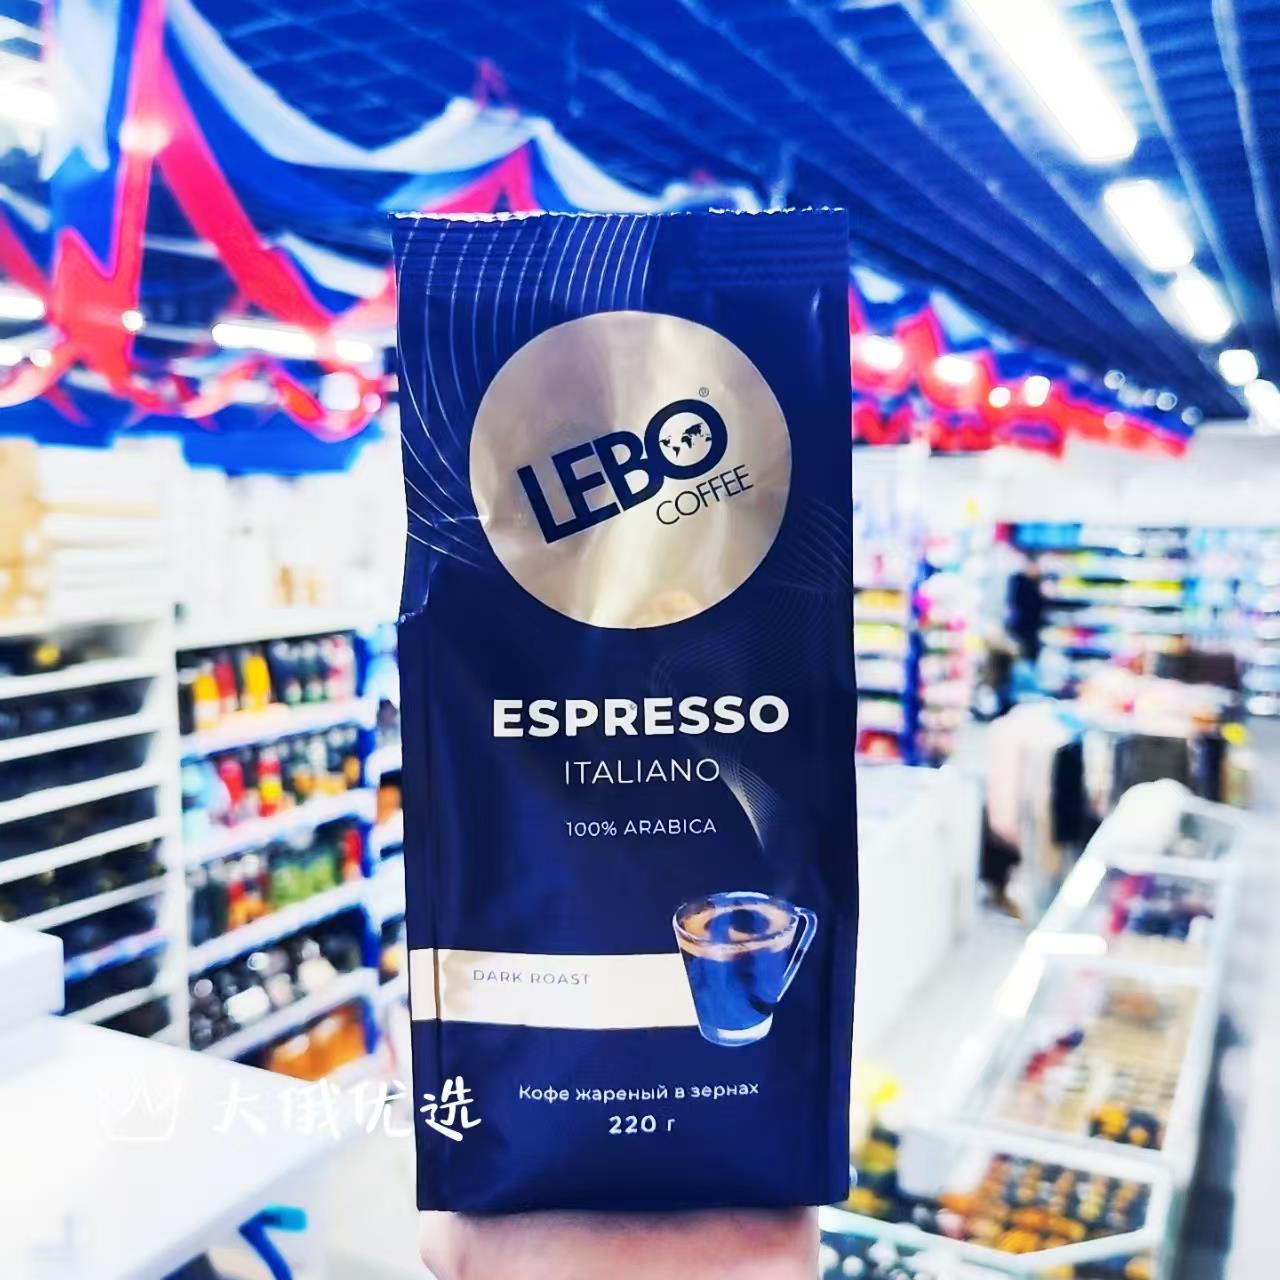 LEBO®
COFFEE
ESPRESSO
ITALIANO
100% ARABICA
DARK ROAST
Кофе жареный в зернах
220 г
大俄优选